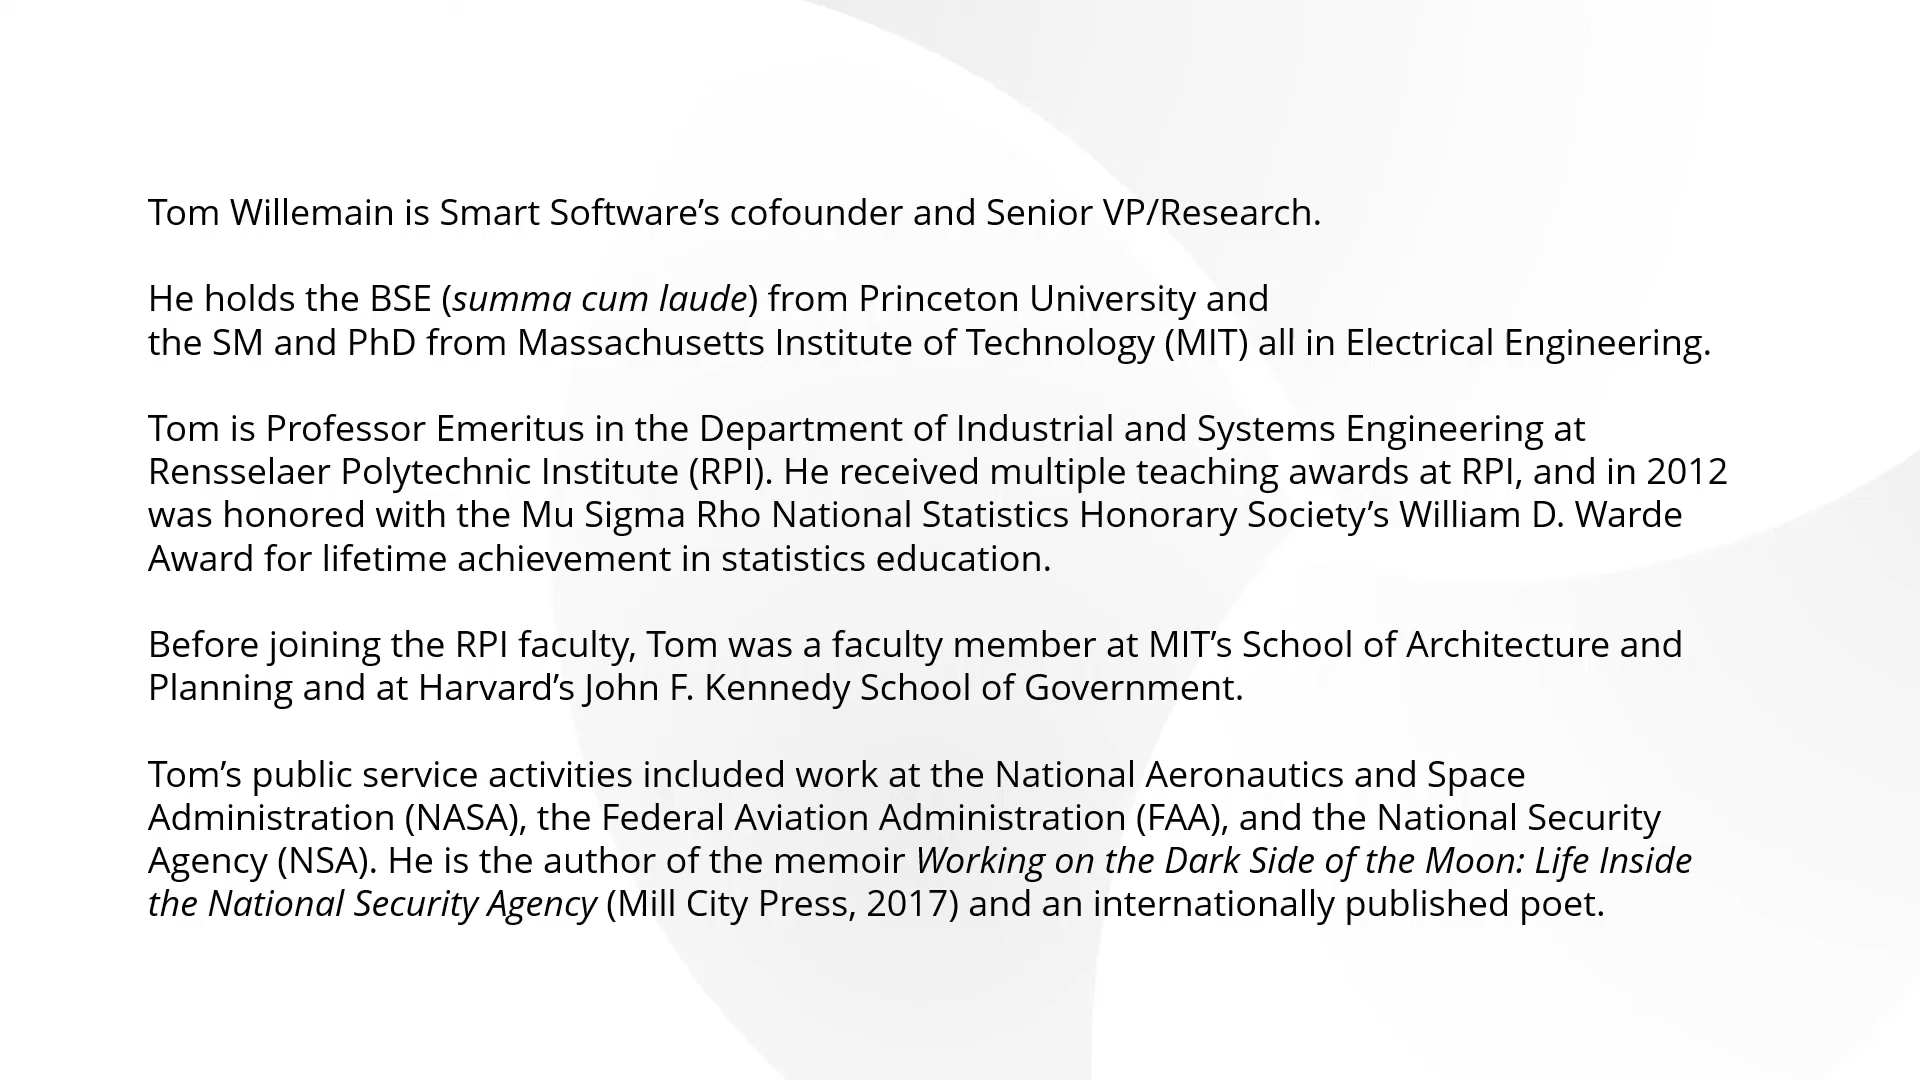 Tom Willemain is Smart Software’s cofounder and Senior VP/Research.
He holds the BSE (summa cum laude) from Princeton University and
the SM and PhD from Massachusetts Institute of Technology (MIT) all in Electrical Engineering.
Tom is Professor Emeritus in the Department of Industrial and Systems Engineering at
Rensselaer Polytechnic Institute (RPI). He received multiple teaching awards at RPI, and in 2012
was honored with the Mu Sigma Rho National Statistics Honorary Society’s William D. Warde
Award for lifetime achievement in statistics education.
Before joining the RPI faculty, Tom was a faculty member at MIT’s School of Architecture and
Planning and at Harvard’s John F. Kennedy School of Government.
Tom’s public service activities included work at the National Aeronautics and Space
Administration (NASA), the Federal Aviation Administration (FAA), and the National Security
Agency (NSA). He is the author of the memoir Working on the Dark Side of the Moon: Life Inside
the National Security Agency (Mill City Press, 2017) and an internationally published poet.